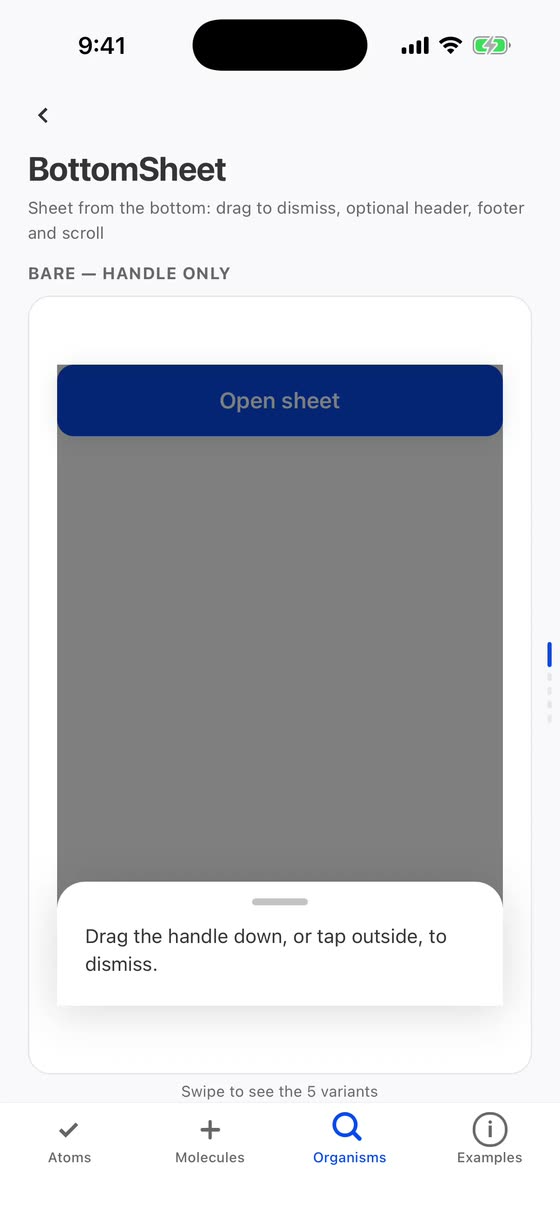 9:41
BottomSheet
Sheet from the bottom: drag to dismiss, optional header, footer
and scroll
BARE — HANDLE ONLY
Open sheet
Drag the handle down, or tap outside, to
dismiss.
Swipe to see the 5 variants
Atoms
Molecules
Organisms
Examples